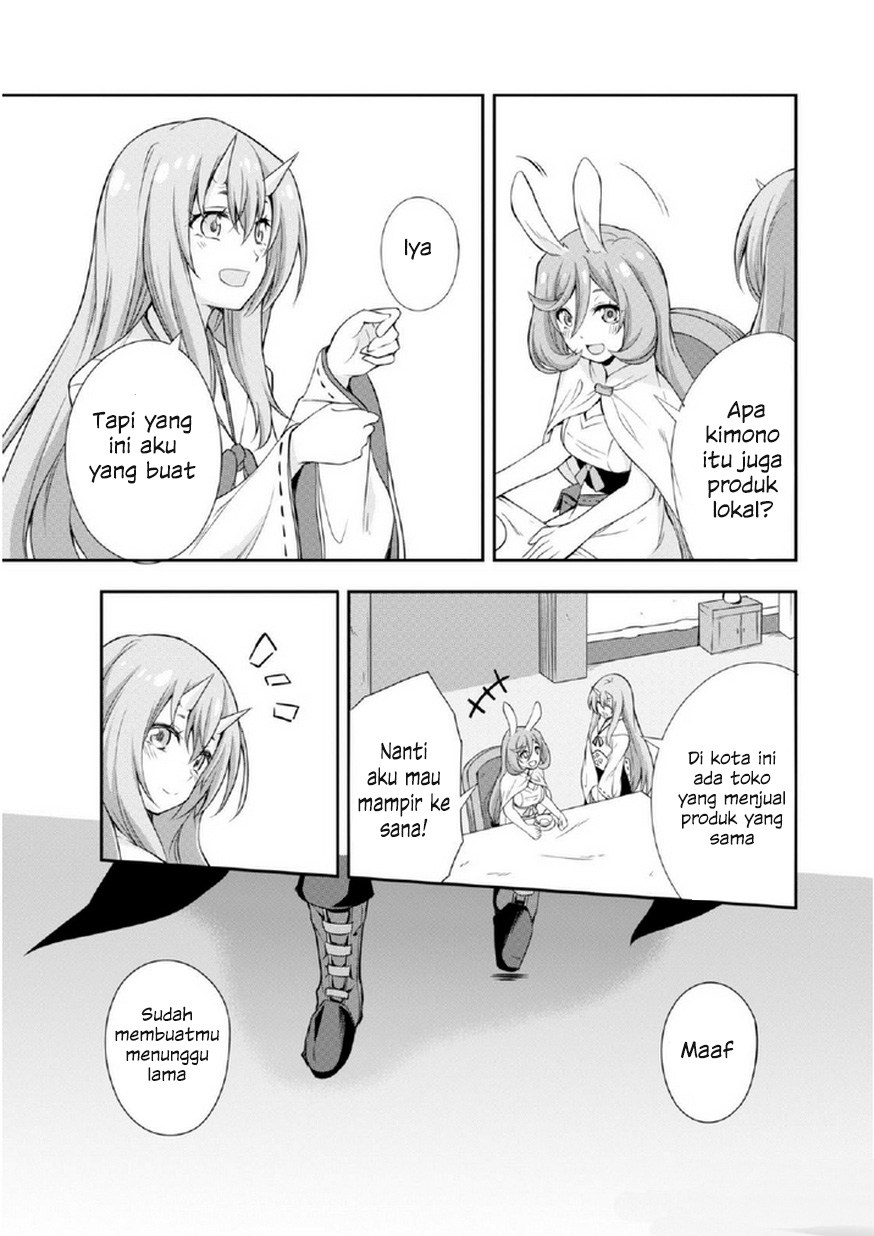 Apa
kimono
itu juga
produk
lokal?
Iya
Tapi yang
ini aku
yang buat
Di kota ini
ada toko
yang menjual
produk yang
sama
Nanti
aku mau
mampir ke
sana!
Maaf
Sudah
membuatmu
menunggu
lama